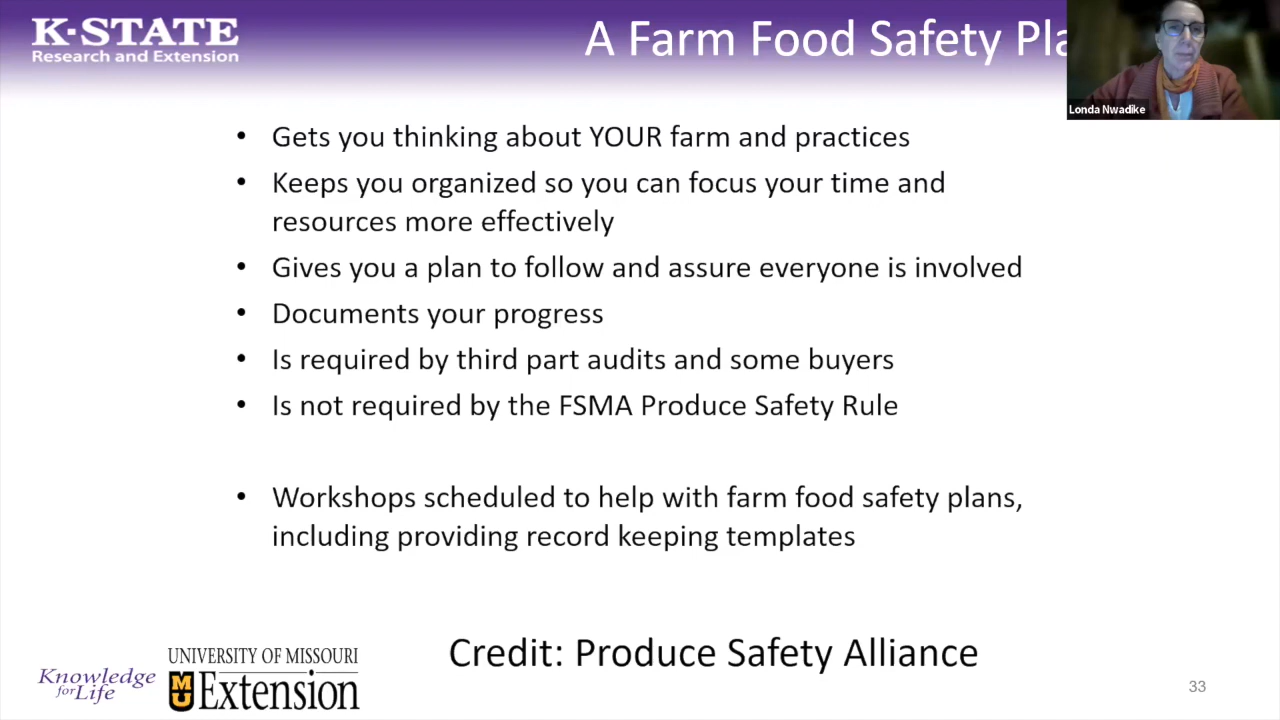 K-STATE
Research and Extension
A Farm Food Safety Pla
Londa Nwadike
• Gets you thinking about YOUR farm and practices
• Keeps you organized so you can focus your time and
resources more effectively
• Gives you a plan to follow and assure everyone is involved
• Documents your progress
• Is required by third part audits and some buyers
• Is not required by the FSMA Produce Safety Rule
• Workshops scheduled to help with farm food safety plans,
including providing record keeping templates
Credit: Produce Safety Alliance
Knowledge
for Life
UNIVERSITY OF MISSOURI
MU Extension
33